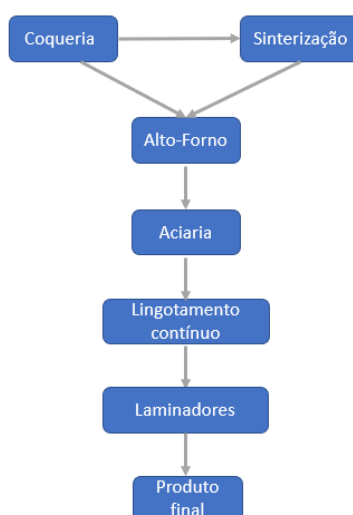 Coqueria
Sinterização
Alto-Forno
Aciaria
Lingotamento
contínuo
Laminadores
Produto
final